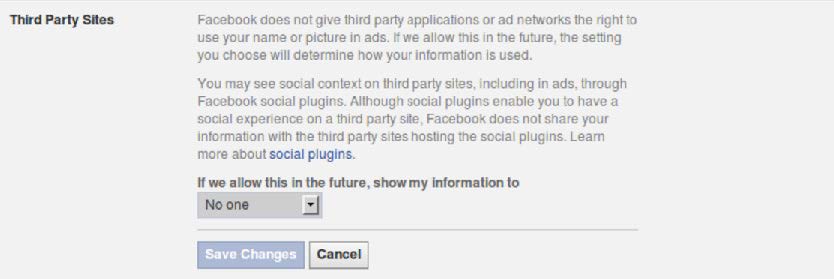 Third Party Sites
Facebook does not give third party applications or ad networks the right to
use your name or picture in ads. If we allow this in the future, the setting
you choose will determine how your information is used.
You may see social context on third party sites, including in ads, through
Facebook social plugins. Although social plugins enable you to have a
social experience on a third party site, Facebook does not share your
information with the third party sites hosting the social plugins. Learn
more about social plugins.
If we allow this in the future, show my information to
No one
Save Changes Cancel